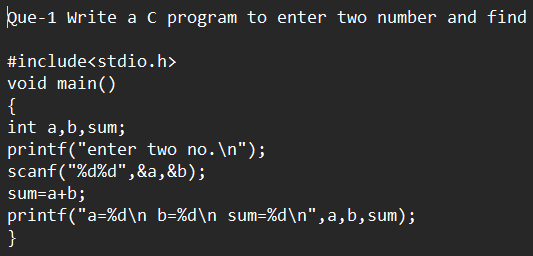 Que-1 Write a C program to enter two number and find
#include<stdio.h>
void main()
{
int a,b,sum;
printf("enter two no.\n");
scanf("%d%d",&a,&b);
sum=a+b;
printf("a=%d\n b=%d\n sum=%d\n",a,b,sum);
}